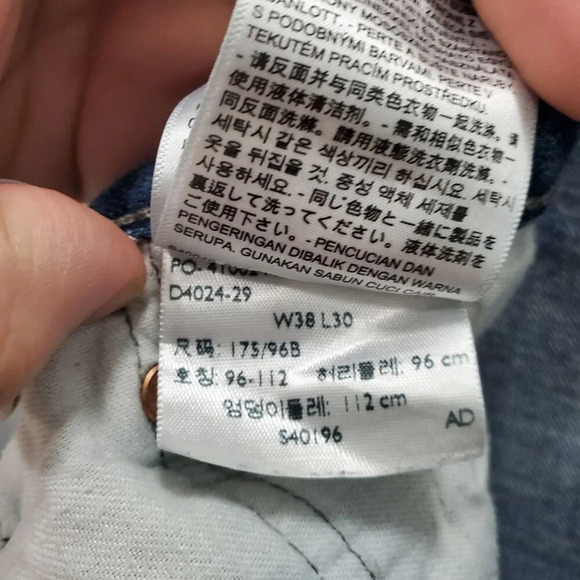 ANLOTT. - PERTE A
S PODOBNÝMI BARVAMI. PERTE V
TEKUTÉM PRACÍM PROSTŘEDKU.
- 请反面并与同类色衣物一起洗涤。请
使用液体清洁剂。 - 需和相似色衣物一
同反面洗滌。請用液態洗衣劑洗滌。 -
세탁시 같은 색상끼리 하십시요. 세탁시
옷을 뒤집을 것. 중성 액체 세제를
사용하세요. - 同じ色物と一緒に製品を
裏返して洗ってください。液体洗剤を
ご使用下さい。 - PENCUCIAN DAN
PENGERINGAN DIBALIK DENGAN WARNA
SERUPA. GUNAKAN SABUN CUCI CAIR
D4024-29
W38 L30
尺码: 175/96B
호칭: 96-112 허리둘레: 96 cm
엉덩이둘레: 112 cm
S40196
AD